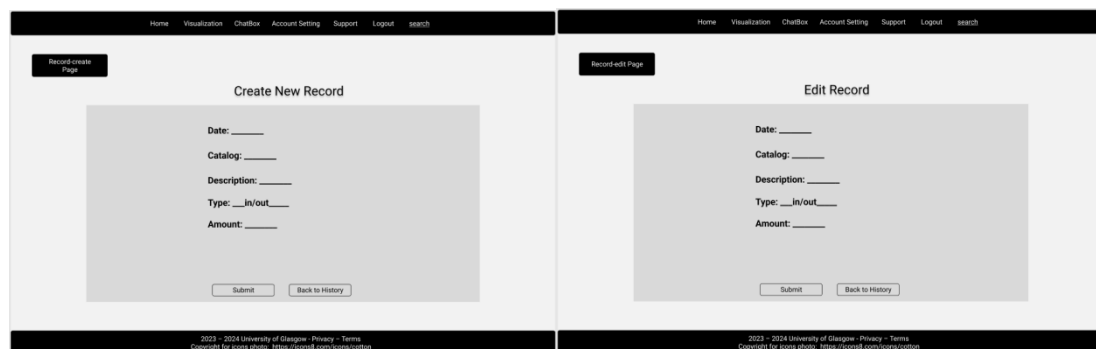 Home Visualization ChatBox Account Setting Support Logout search
Record-create
Page
Create New Record
Date: _______
Catalog: _______
Description: _______
Type: ___in/out_____
Amount: _______
Submit Back to History
2023 – 2024 University of Glasgow - Privacy – Terms
Copyright for icons photo: https://icons8.com/icons/cotton
Home Visualization ChatBox Account Setting Support Logout search
Record-edit Page
Edit Record
Date: _______
Catalog: _______
Description: _______
Type: ___in/out_____
Amount: _______
Submit Back to History
2023 – 2024 University of Glasgow - Privacy – Terms
Copyright for icons photo: https://icons8.com/icons/cotton